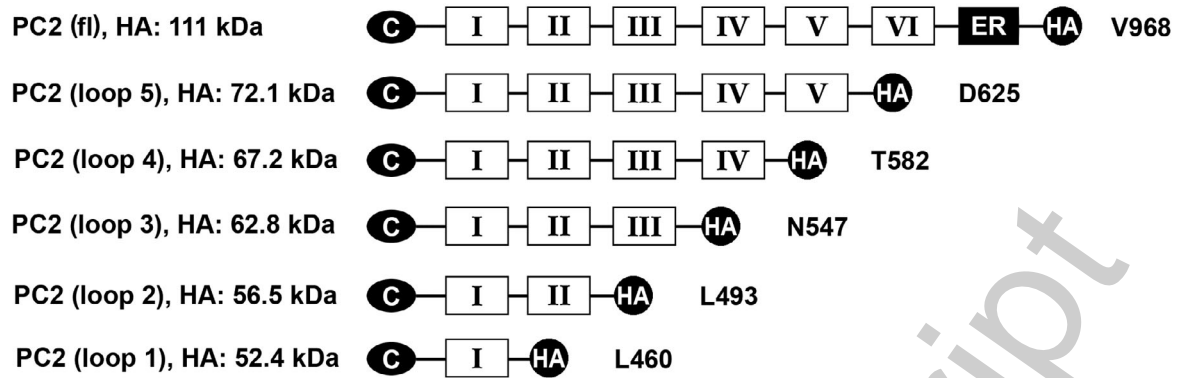 PC2 (fl), HA: 111 kDa C I II III IV V VI ER HA V968
PC2 (loop 5), HA: 72.1 kDa C I II III IV V HA D625
PC2 (loop 4), HA: 67.2 kDa C I II III IV HA T582
PC2 (loop 3), HA: 62.8 kDa C I II III HA N547
PC2 (loop 2), HA: 56.5 kDa C I II HA L493
PC2 (loop 1), HA: 52.4 kDa C I HA L460
ript